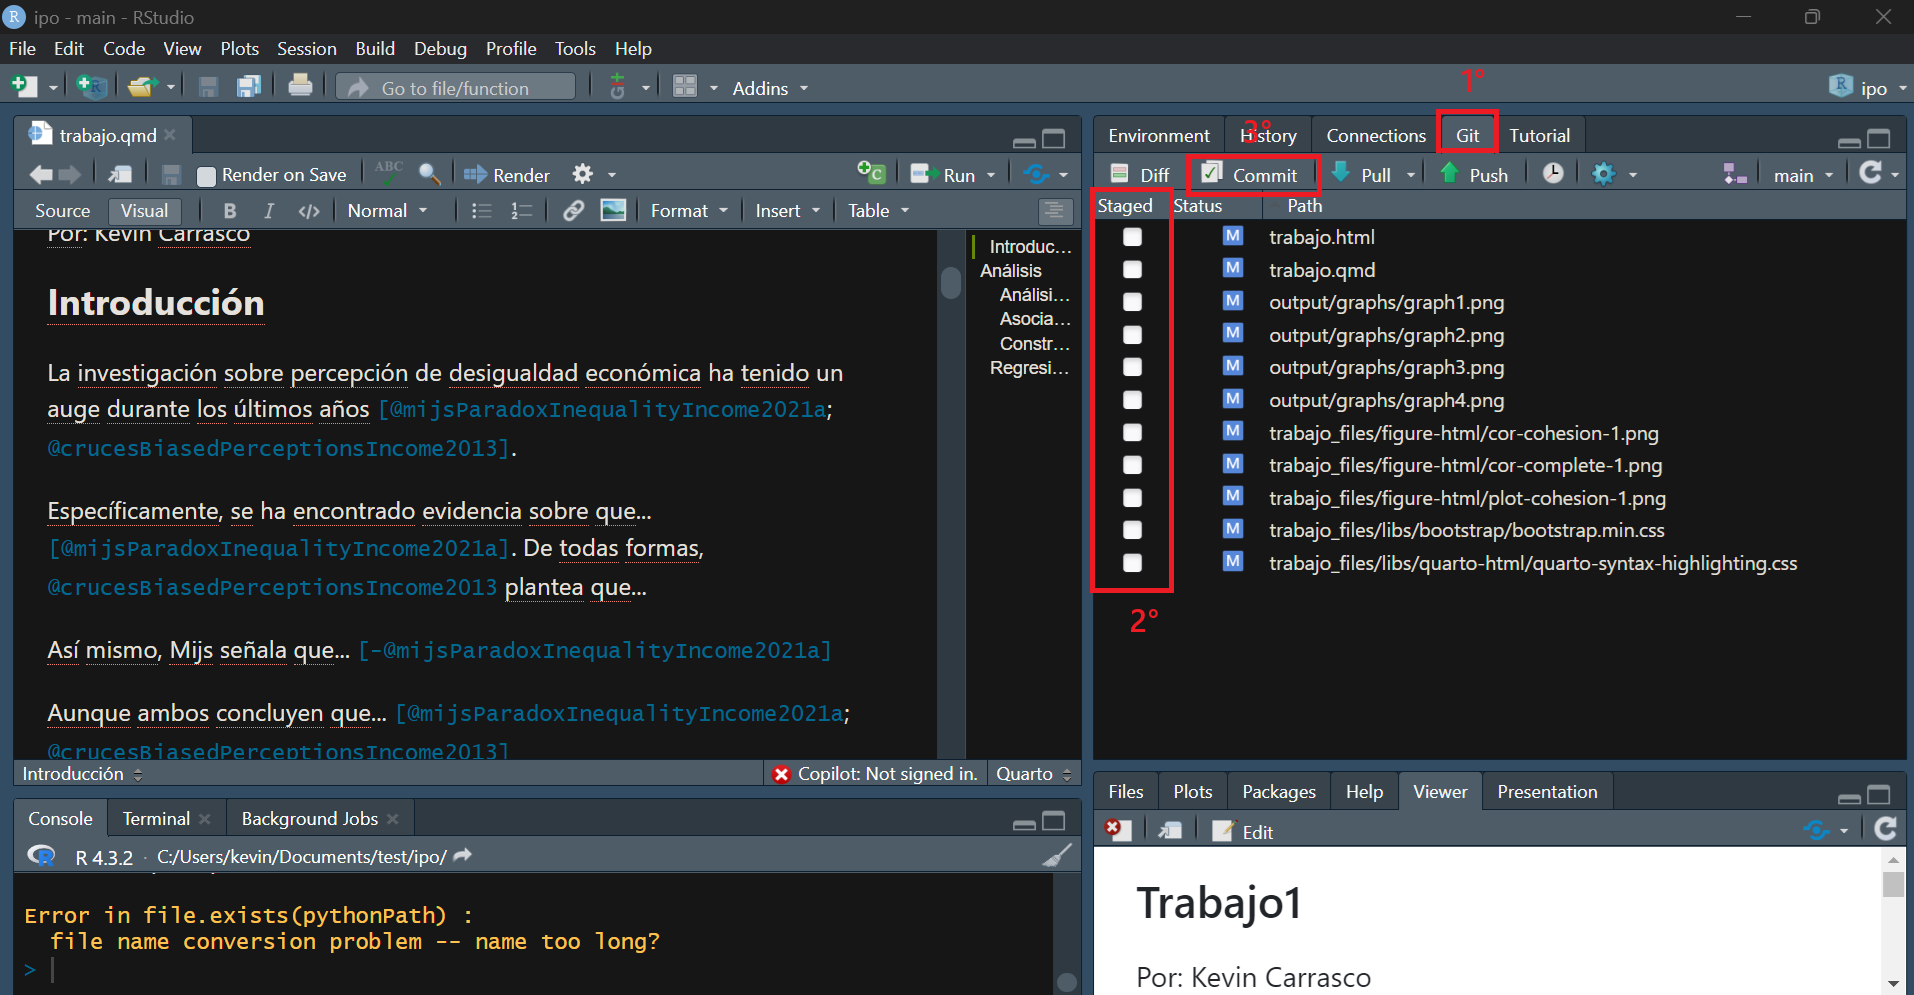 ipo - main - RStudio
File Edit Code View Plots Session Build Debug Profile Tools Help
Go to file/function Addins ipo
1°
trabajo.qmd
Render on Save ABC Render Run
Source Visual B I </> Normal Format Insert Table
Por: Kevin Carrasco
Introducción
La investigación sobre percepción de desigualdad económica ha tenido un
auge durante los últimos años [@mijsParadoxInequalityIncome2021a;
@crucesBiasedPerceptionsIncome2013].
Específicamente, se ha encontrado evidencia sobre que...
[@mijsParadoxInequalityIncome2021a]. De todas formas,
@crucesBiasedPerceptionsIncome2013 plantea que...
Así mismo, Mijs señala que... [-@mijsParadoxInequalityIncome2021a]
Aunque ambos concluyen que... [@mijsParadoxInequalityIncome2021a;
@crucesBiasedPerceptionsIncome2013]
Introduc...
Análisis
Análisi...
Asocia...
Constr...
Regresi...
Introducción Copilot: Not signed in. Quarto
Console Terminal Background Jobs
R 4.3.2 · C:/Users/kevin/Documents/test/ipo/
Error in file.exists(pythonPath) :
file name conversion problem -- name too long?
>
Environment History Connections Git Tutorial
3°
Diff Commit Pull Push main
Staged Status Path
M trabajo.html
M trabajo.qmd
M output/graphs/graph1.png
M output/graphs/graph2.png
M output/graphs/graph3.png
M output/graphs/graph4.png
M trabajo_files/figure-html/cor-cohesion-1.png
M trabajo_files/figure-html/cor-complete-1.png
M trabajo_files/figure-html/plot-cohesion-1.png
M trabajo_files/libs/bootstrap/bootstrap.min.css
M trabajo_files/libs/quarto-html/quarto-syntax-highlighting.css
2°
Files Plots Packages Help Viewer Presentation
Edit
Trabajo1
Por: Kevin Carrasco